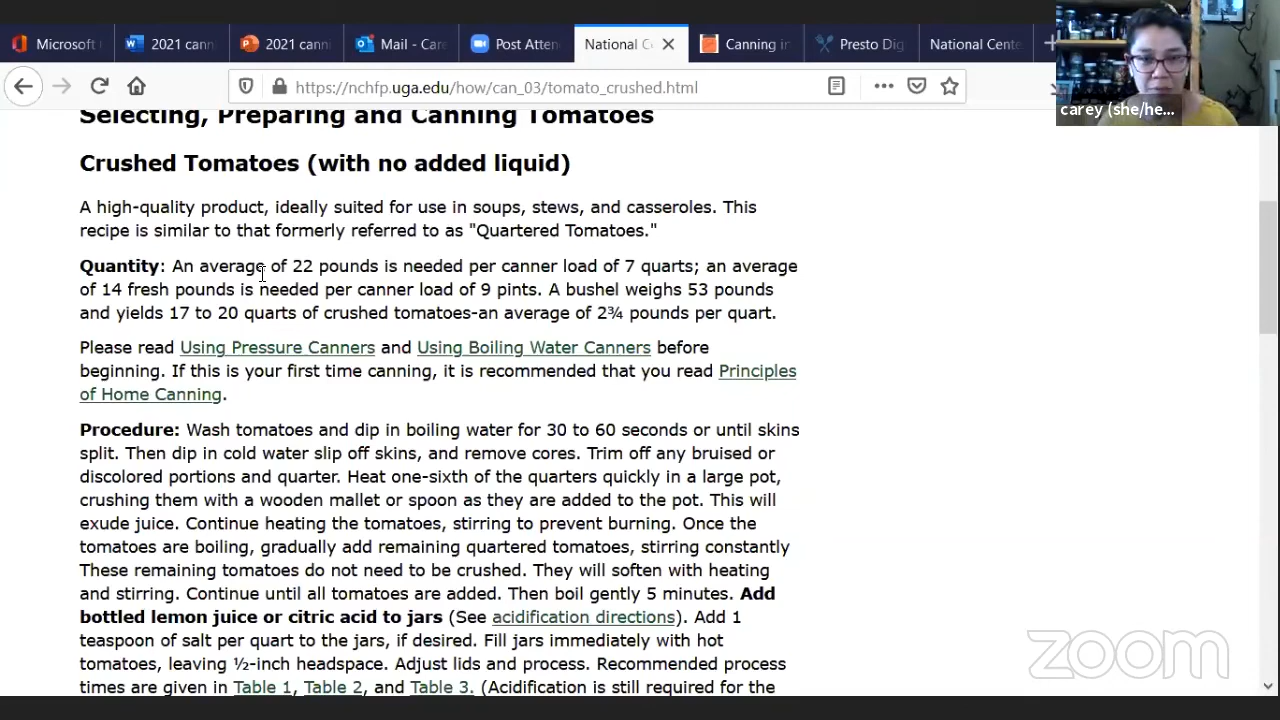 Microsoft
2021 cann
2021 canni
Mail - Care
Post Atten
National Ce
Canning in
Presto Dig
National Cente
https://nchfp.uga.edu/how/can_03/tomato_crushed.html
carey (she/he...
Selecting, Preparing and Canning Tomatoes
Crushed Tomatoes (with no added liquid)
A high-quality product, ideally suited for use in soups, stews, and casseroles. This
recipe is similar to that formerly referred to as "Quartered Tomatoes."
Quantity: An average of 22 pounds is needed per canner load of 7 quarts; an average
of 14 fresh pounds is needed per canner load of 9 pints. A bushel weighs 53 pounds
and yields 17 to 20 quarts of crushed tomatoes-an average of 2¾ pounds per quart.
Please read Using Pressure Canners and Using Boiling Water Canners before
beginning. If this is your first time canning, it is recommended that you read Principles
of Home Canning.
Procedure: Wash tomatoes and dip in boiling water for 30 to 60 seconds or until skins
split. Then dip in cold water slip off skins, and remove cores. Trim off any bruised or
discolored portions and quarter. Heat one-sixth of the quarters quickly in a large pot,
crushing them with a wooden mallet or spoon as they are added to the pot. This will
exude juice. Continue heating the tomatoes, stirring to prevent burning. Once the
tomatoes are boiling, gradually add remaining quartered tomatoes, stirring constantly
These remaining tomatoes do not need to be crushed. They will soften with heating
and stirring. Continue until all tomatoes are added. Then boil gently 5 minutes. Add
bottled lemon juice or citric acid to jars (See acidification directions). Add 1
teaspoon of salt per quart to the jars, if desired. Fill jars immediately with hot
tomatoes, leaving ½-inch headspace. Adjust lids and process. Recommended process
times are given in Table 1, Table 2, and Table 3. (Acidification is still required for the
zoom